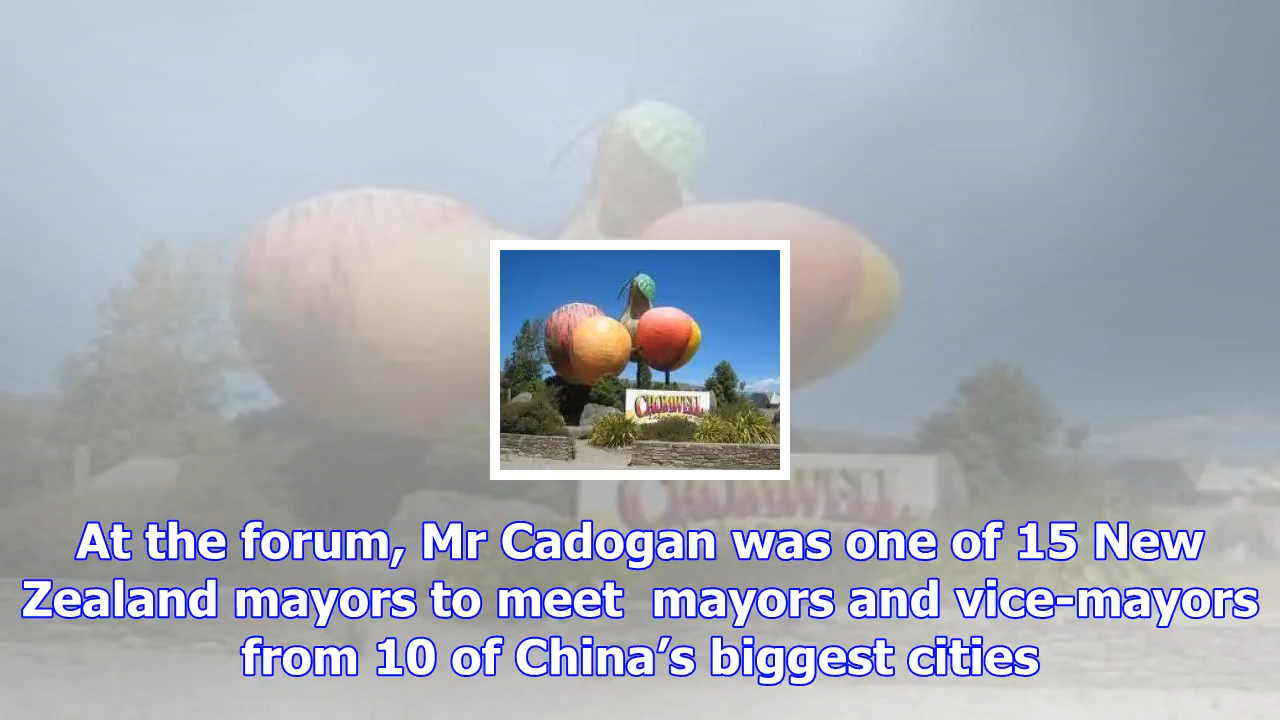 CROMWELL
At the forum, Mr Cadogan was one of 15 New
Zealand mayors to meet  mayors and vice-mayors
from 10 of China’s biggest cities